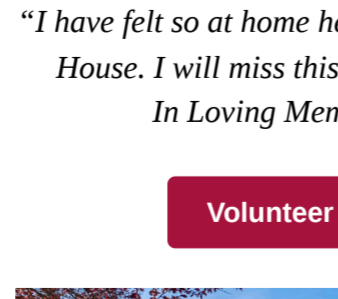 “I have felt so at home
House. I will miss this
In Loving
Volunteer